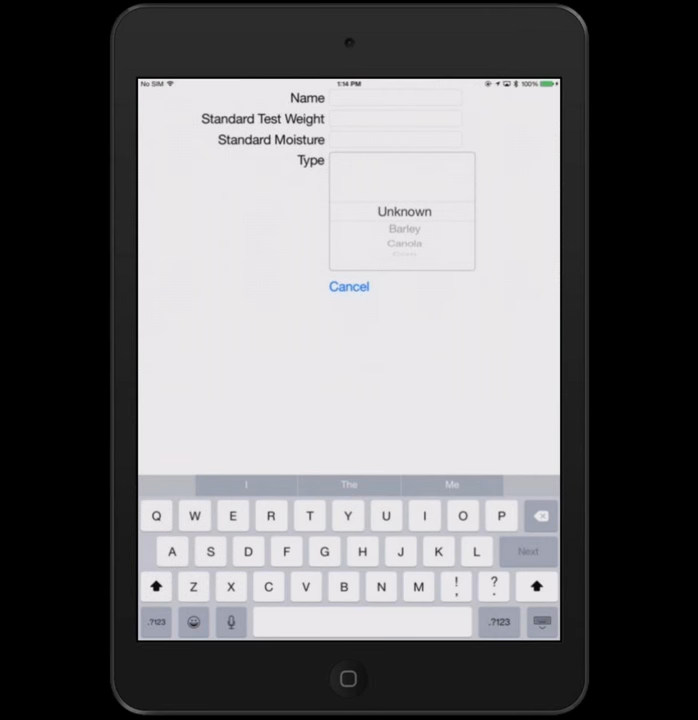 No SIM 1:14 PM 100%
Name
Standard Test Weight
Standard Moisture
Type
Unknown
Barley
Canola
Cancel
I The Me
Q W E R T Y U I O P
A S D F G H J K L Next
Z X C V B N M ! , ? .
.?123 .?123